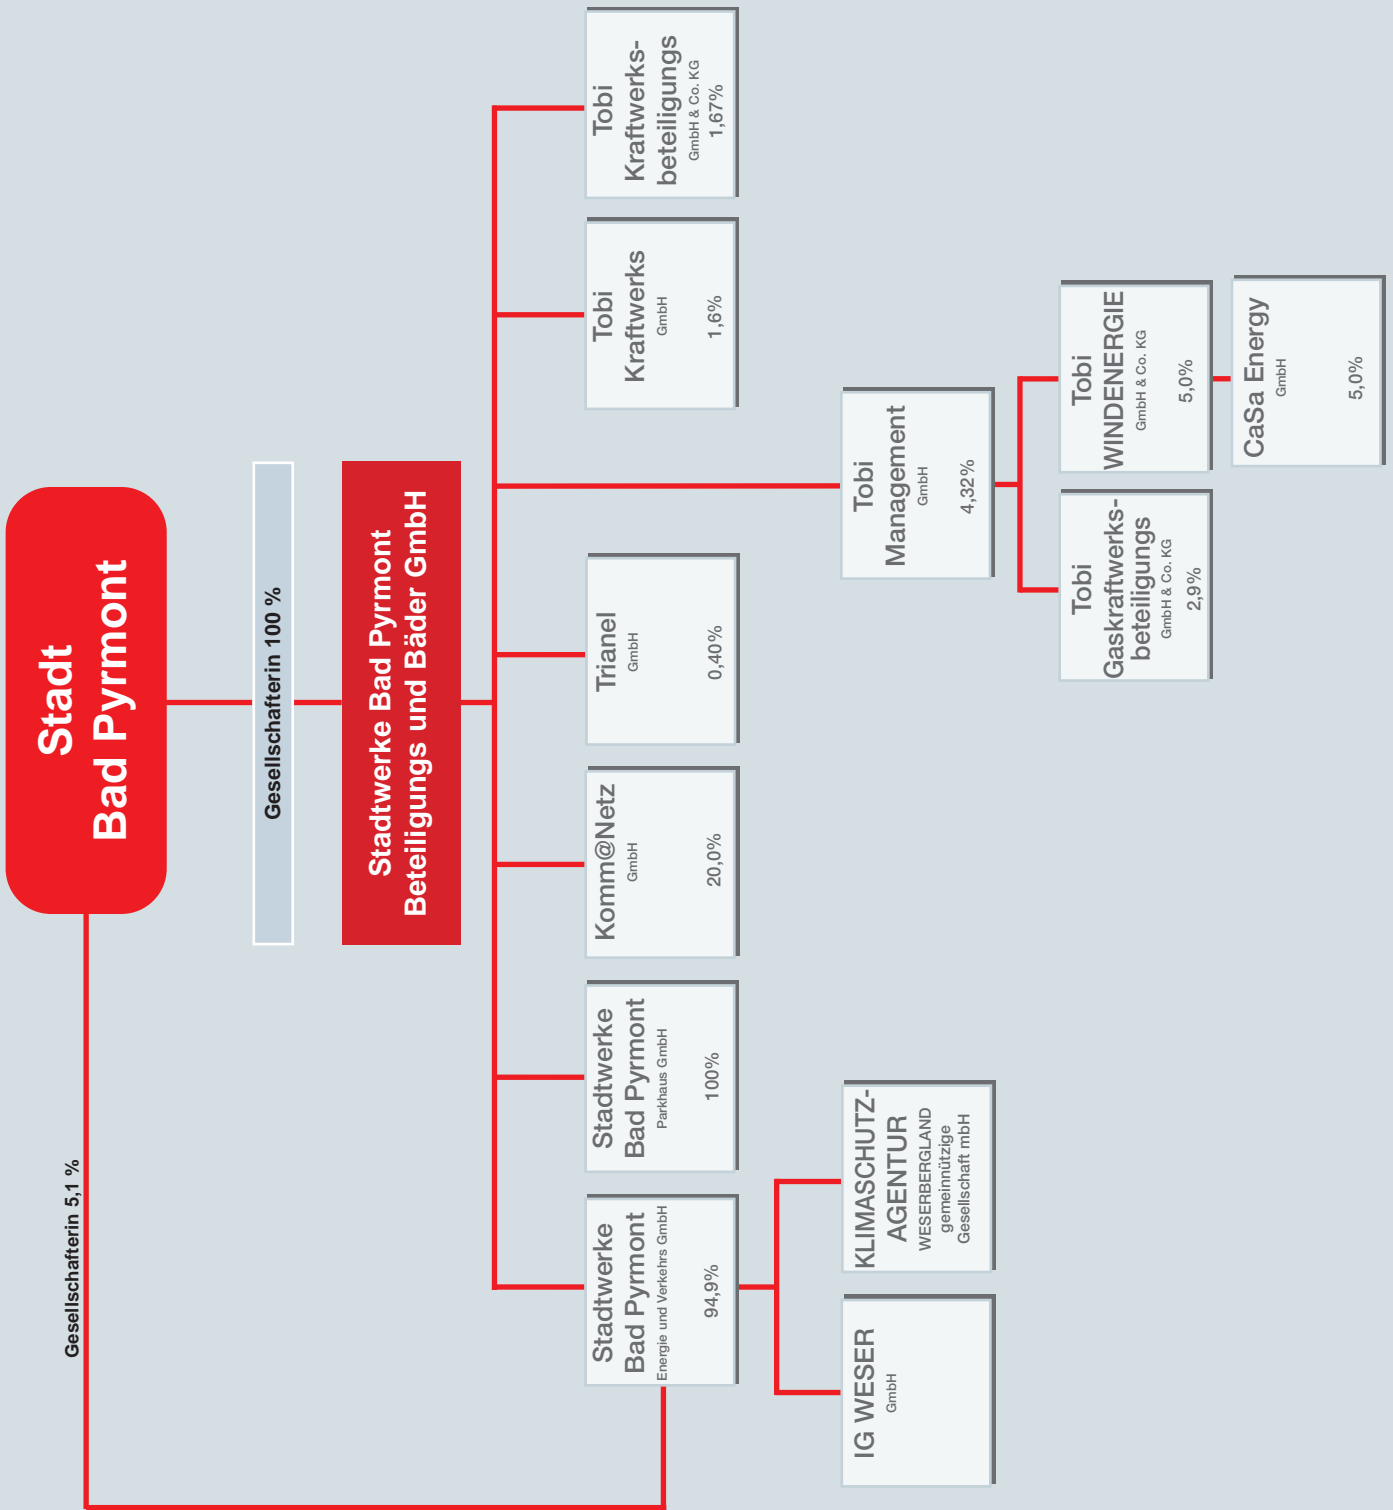 Stadt
Bad Pyrmont
Gesellschafterin 5,1 %
Gesellschafterin 100 %
Stadtwerke Bad Pyrmont
Beteiligungs und Bäder GmbH
Stadtwerke
Bad Pyrmont
Energie und Verkehrs GmbH
94,9%
Stadtwerke
Bad Pyrmont
Parkhaus GmbH
100%
Komm@Netz
GmbH
20,0%
Trianel
GmbH
0,40%
Tobi
Kraftwerks
GmbH
1,6%
Tobi
Kraftwerks-
beteiligungs
GmbH & Co. KG
1,67%
IG WESER
GmbH
KLIMASCHUTZ-
AGENTUR
WESERBERGLAND
gemeinnützige
Gesellschaft mbH
Tobi
Management
GmbH
4,32%
Tobi
Gaskraftwerks-
beteiligungs
GmbH & Co. KG
2,9%
Tobi
WINDENERGIE
GmbH & Co. KG
5,0%
CaSa Energy
GmbH
5,0%